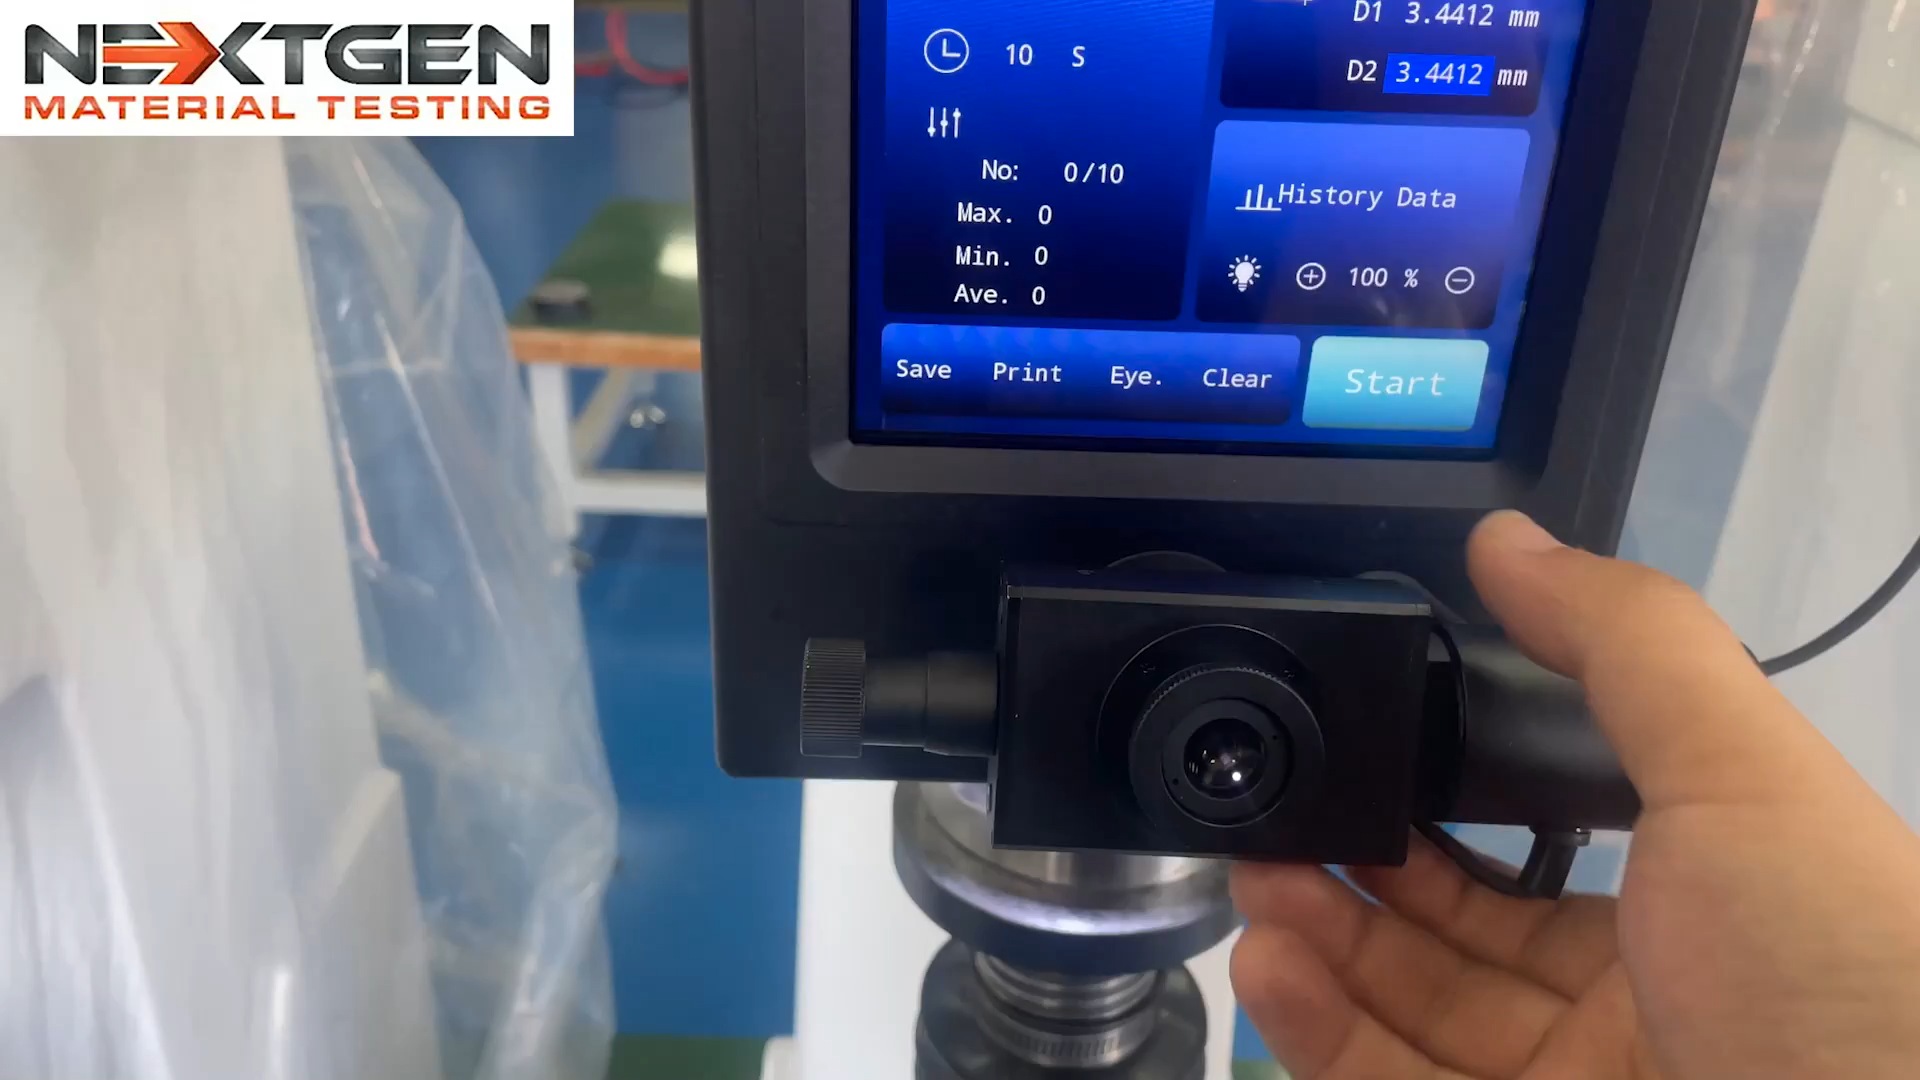 NEXTGEN
MATERIAL TESTING
D1 3.4412 mm
D2 3.4412 mm
10 S
No: 0/10
Max. 0
Min. 0
Ave. 0
History Data
100 %
Save Print Eye. Clear
Start